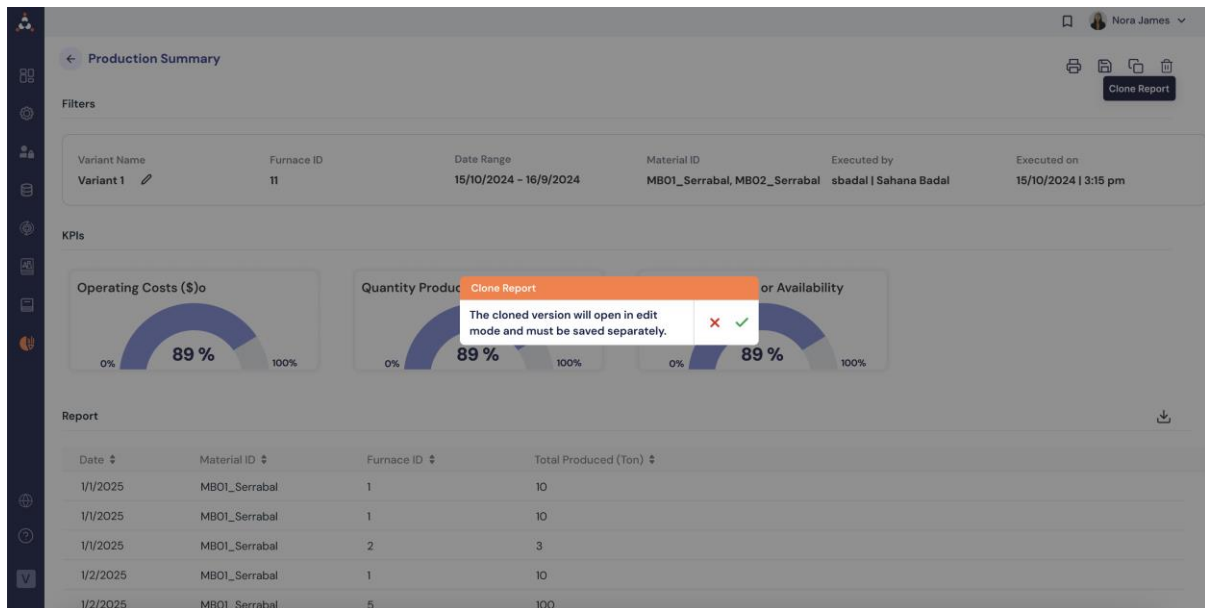 Nora James
Production Summary
Clone Report
Filters
Variant Name Furnace ID Date Range Material ID Executed by Executed on
Variant 1 11 15/10/2024 - 16/9/2024 MB01_Serrabal, MB02_Serrabal sbadal | Sahana Badal 15/10/2024 | 3:15 pm
KPIs
Operating Costs ($)o Quantity Produc or Availability
Clone Report
The cloned version will open in edit
mode and must be saved separately.
0% 89 % 100% 0% 89 % 100% 0% 89 % 100%
Report
Date Material ID Furnace ID Total Produced (Ton)
1/1/2025 MB01_Serrabal 1 10
1/1/2025 MB01_Serrabal 1 10
1/1/2025 MB01_Serrabal 2 3
1/2/2025 MB01_Serrabal 1 10
1/2/2025 MB01_Serrabal 5 100
V